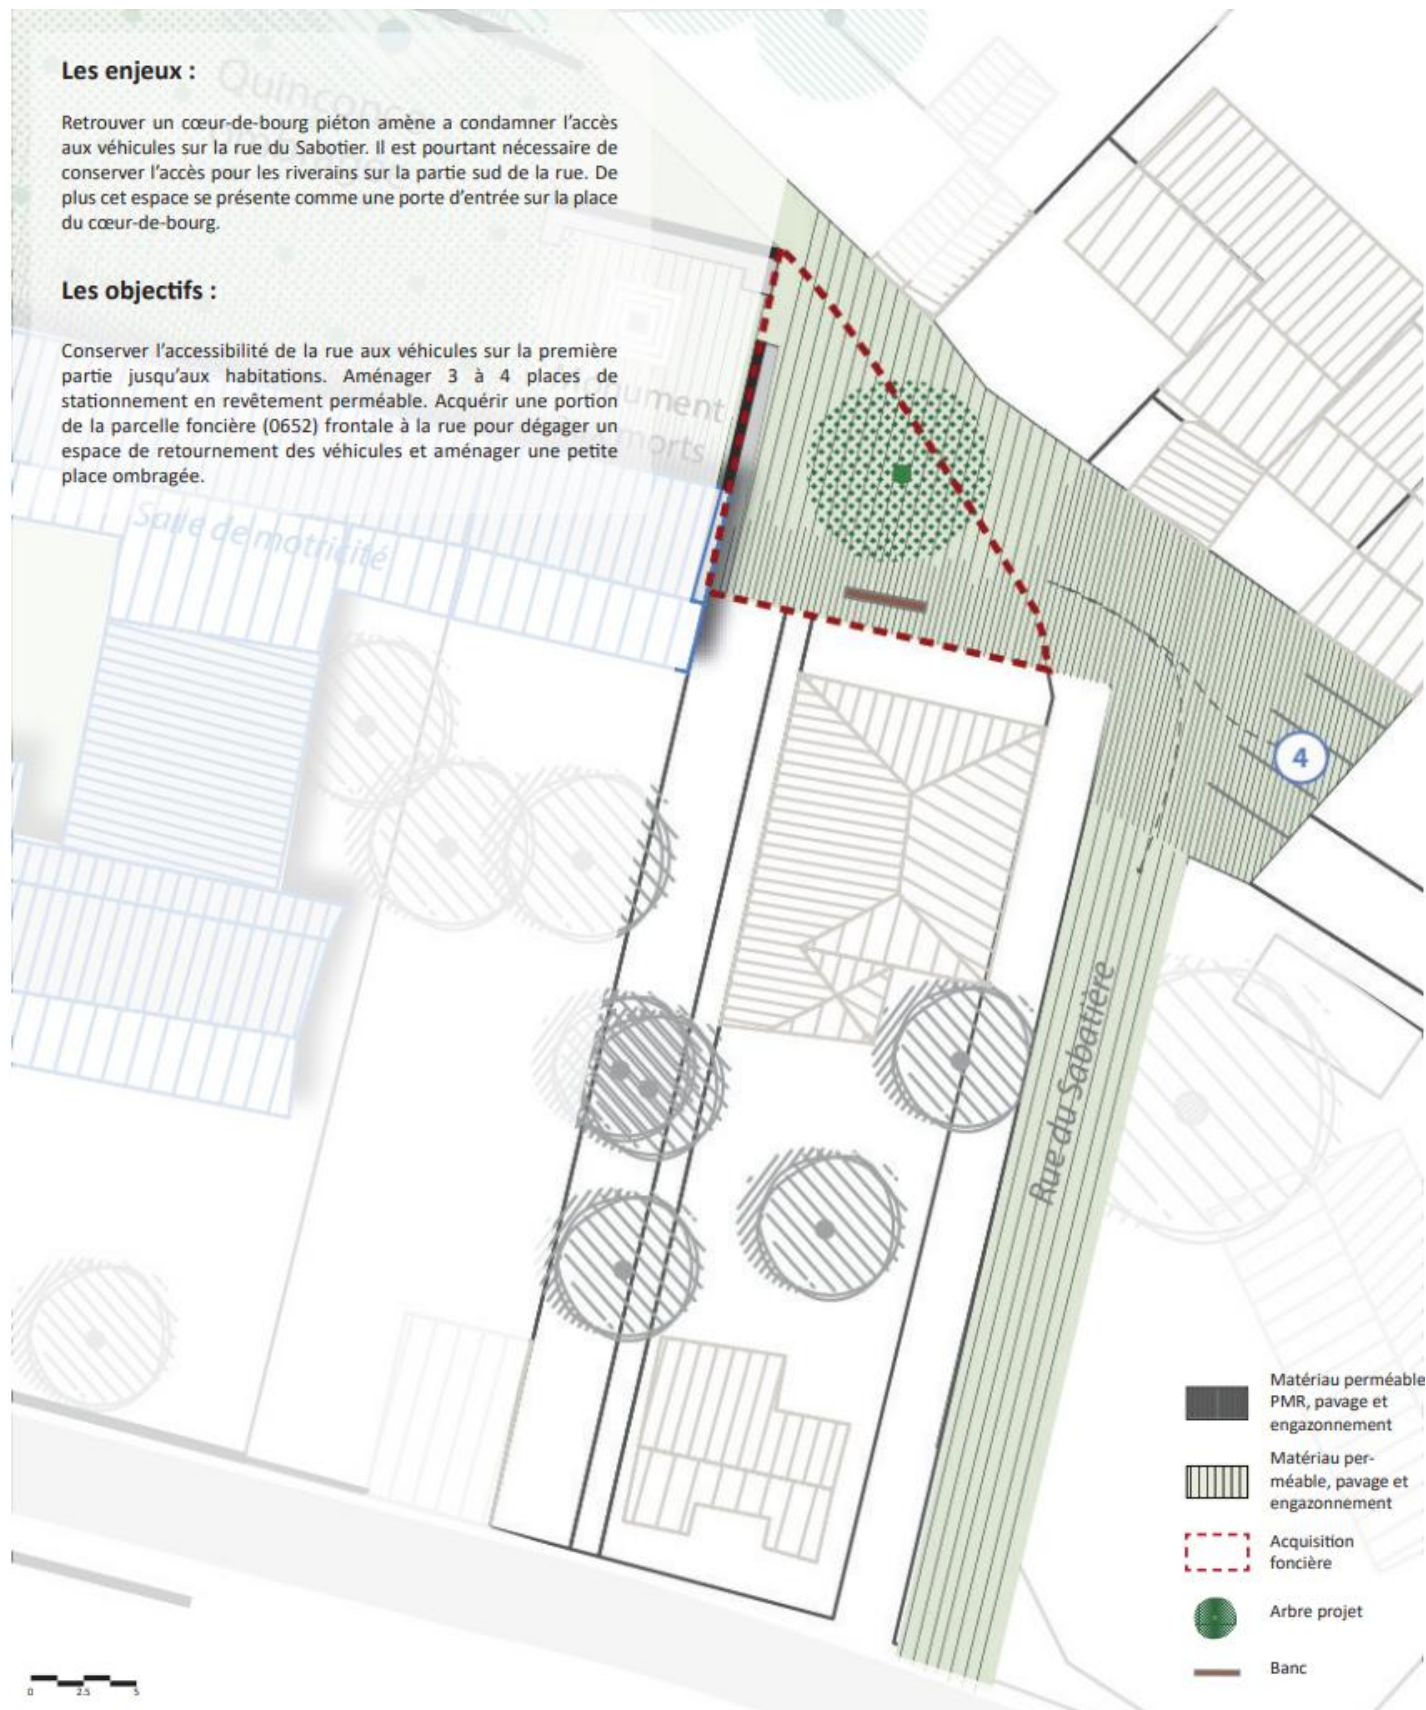 Les enjeux :
Quinconce
Ombragé
Retrouver un cœur-de-bourg piéton amène a condamner l'accès
aux véhicules sur la rue du Sabotier. Il est pourtant nécessaire de
conserver l'accès pour les riverains sur la partie sud de la rue. De
plus cet espace se présente comme une porte d'entrée sur la place
du cœur-de-bourg.
Les objectifs :
Conserver l'accessibilité de la rue aux véhicules sur la première
partie jusqu'aux habitations. Aménager 3 à 4 places de
stationnement en revêtement perméable. Acquérir une portion
de la parcelle foncière (0652) frontale à la rue pour dégager un
espace de retournement des véhicules et aménager une petite
place ombragée.
Monument
morts
Salle de motricité
4
Rue du Sabatière
Matériau perméable
PMR, pavage et
engazonnement
Matériau per-
méable, pavage et
engazonnement
Acquisition
foncière
Arbre projet
Banc
0 2.5 5